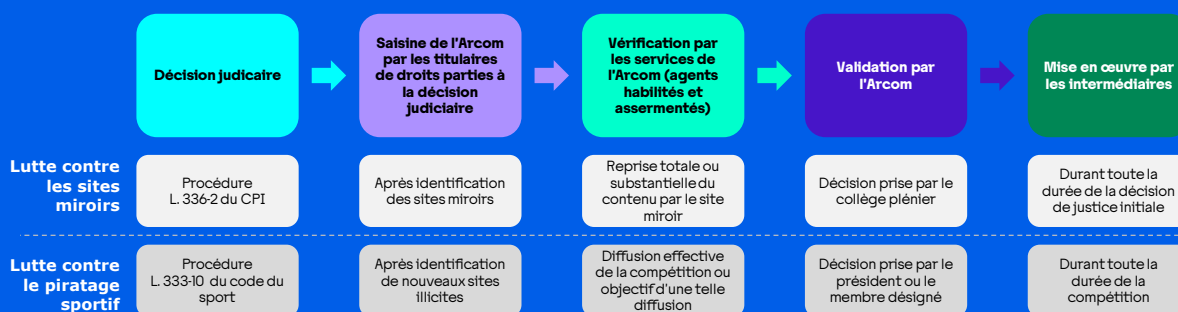 Décision judicaire
Saisine de l'Arcom
par les titulaires
de droits parties à
la décision
judiciaire
Vérification par
les services de
l'Arcom (agents
habilités et
assermentés)
Validation par
l'Arcom
Mise en œuvre par
les intermédiaires
Lutte contre
les sites
miroirs
Procédure
L. 336-2 du CPI
Après identification
des sites miroirs
Reprise totale ou
substantielle du
contenu par le site
miroir
Décision prise par le
collège plénier
Durant toute la
durée de la décision
de justice initiale
Lutte contre
le piratage
sportif
Procédure
L. 333-10 du code du
sport
Après identification
de nouveaux sites
illicites
Diffusion effective
de la compétition ou
objectif d'une telle
diffusion
Décision prise par le
président ou le
membre désigné
Durant toute la
durée de la
compétition